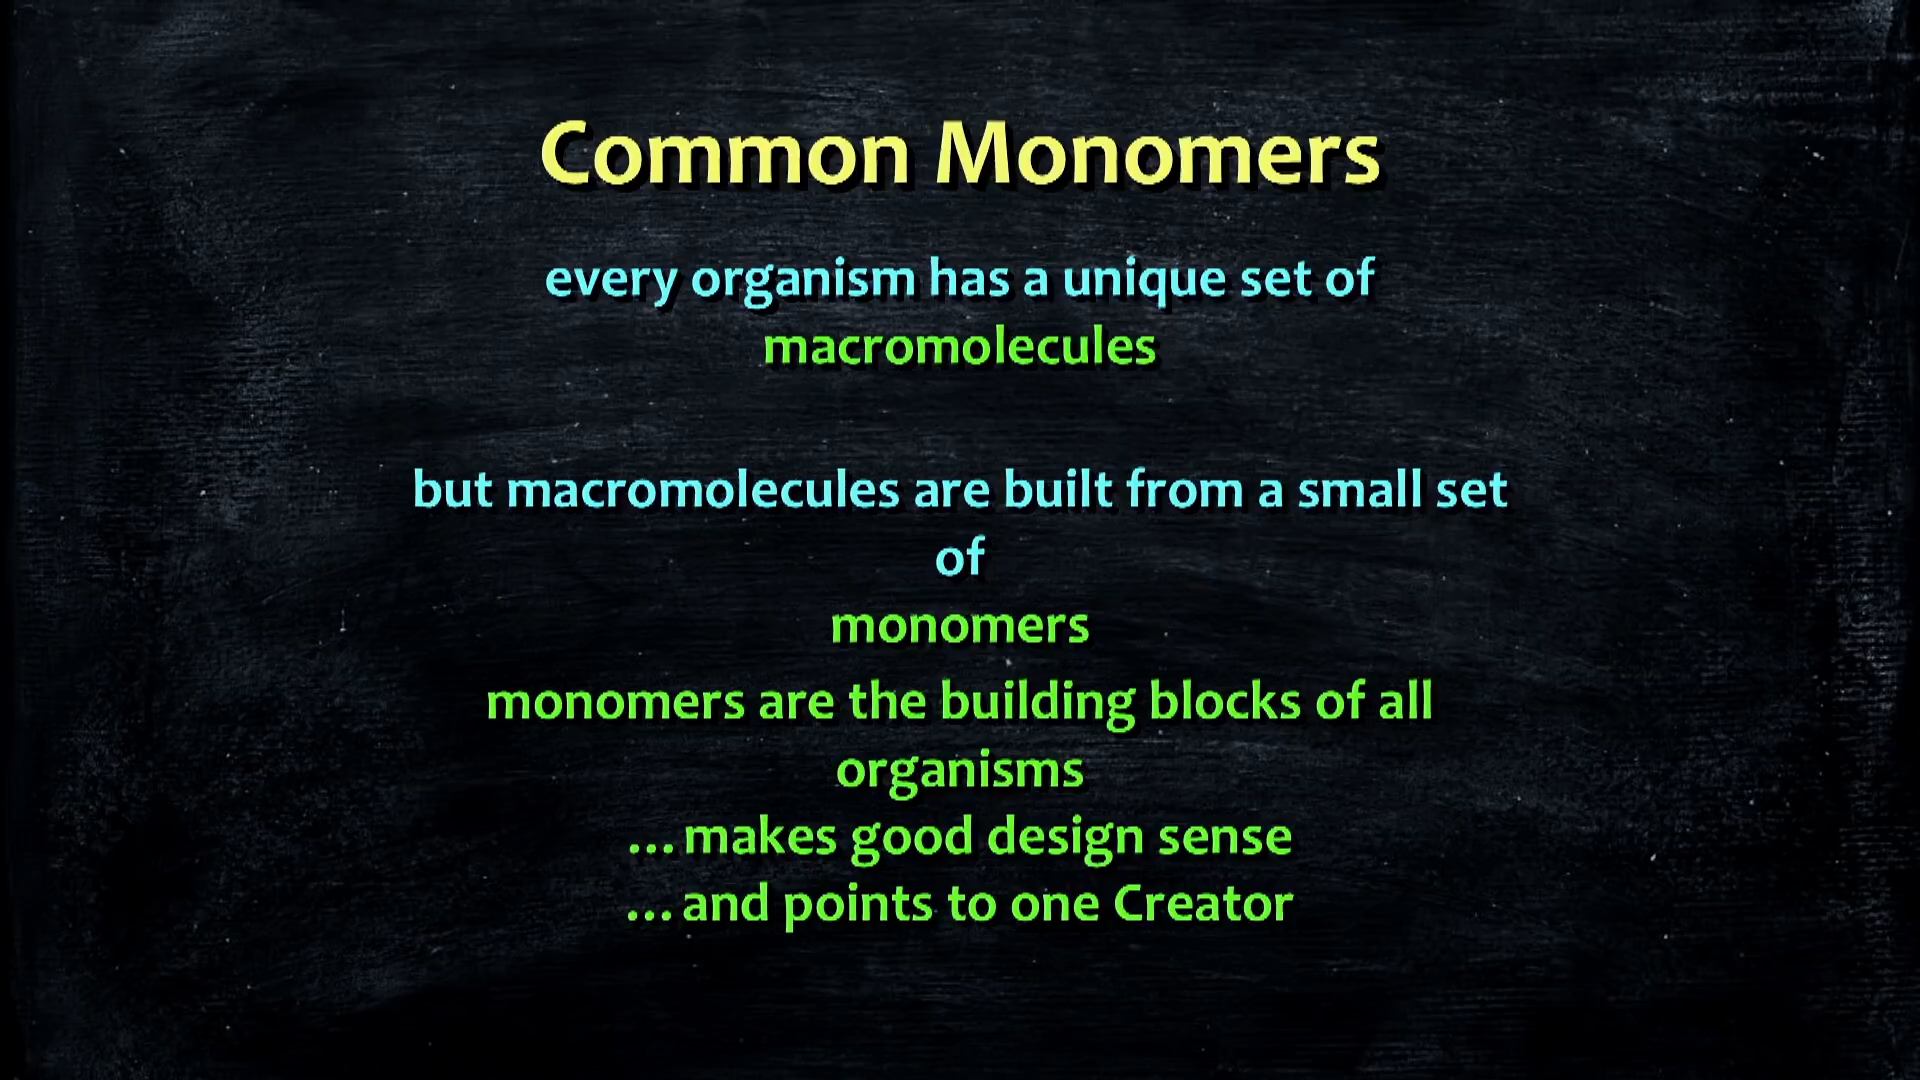 Common Monomers
every organism has a unique set of
macromolecules
but macromolecules are built from a small set
of
monomers
monomers are the building blocks of all
organisms
...makes good design sense
...and points to one Creator